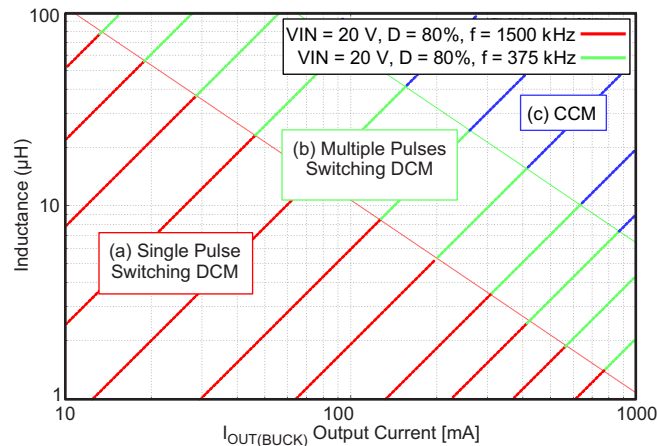 100
10
1
Inductance (µH)
VIN = 20 V, D = 80%, f = 1500 kHz
VIN = 20 V, D = 80%, f = 375 kHz
(c) CCM
(b) Multiple Pulses
Switching DCM
(a) Single Pulse
Switching DCM
10
100
1000
IOUT(BUCK) Output Current [mA]